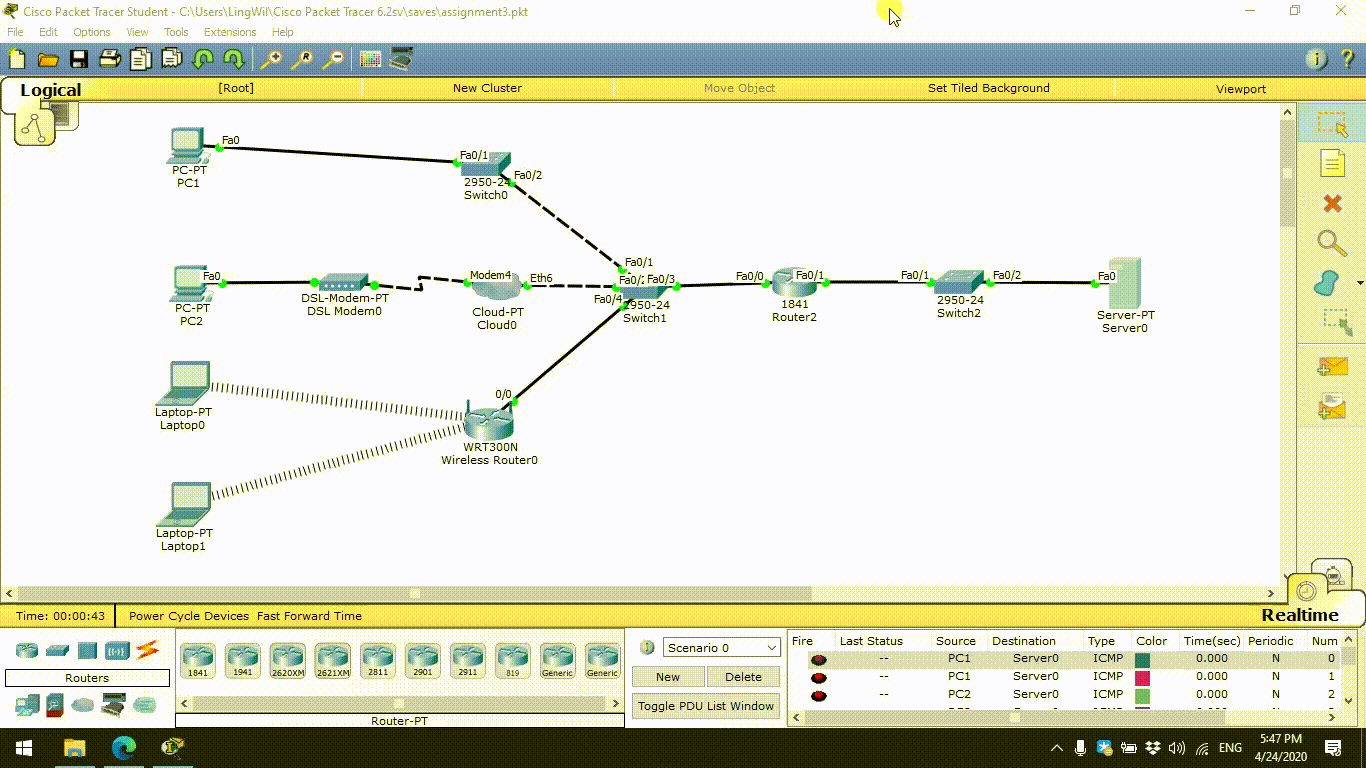 Cisco Packet Tracer Student - C:\Users\LingWil\Cisco Packet Tracer 6.2sv\saves\assignment3.pkt
File Edit Options View Tools Extensions Help
Logical [Root] New Cluster Move Object Set Tiled Background Viewport
Fa0
PC-PT
PC1
Fa0/1
2950-24
Switch0
Fa0/2
Fa0
PC-PT
PC2
DSL-Modem-PT
DSL Modem0
Modem4
Eth6
Cloud-PT
Cloud0
Fa0/1
Fa0/3
Fa0/4
2950-24
Switch1
Fa0/0
Fa0/1
1841
Router2
Fa0/1
Fa0/2
2950-24
Switch2
Fa0
Server-PT
Server0
Laptop-PT
Laptop0
0/0
WRT300N
Wireless Router0
Laptop-PT
Laptop1
Time: 00:00:43 Power Cycle Devices Fast Forward Time
Realtime
Routers
1841 1941 2620XM 2621XM 2811 2901 2911 819 Generic Generic
Router-PT
Scenario 0
New Delete
Toggle PDU List Window
Fire Last Status Source Destination Type Color Time(sec) Periodic Num
-- PC1 Server0 ICMP 0.000 N 0
-- PC1 Server0 ICMP 0.000 N 1
-- PC2 Server0 ICMP 0.000 N 2
ENG
5:47 PM
4/24/2020